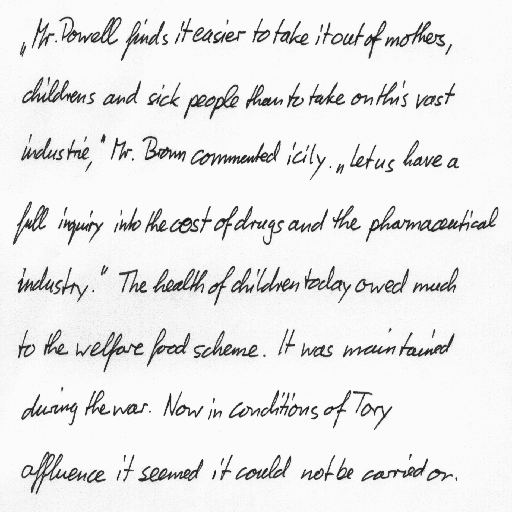 „Mr. Powell finds it easier to take it out of mothers,
childrens and sick people than to take on this vast
industrie,“ Mr. Brown commented icily. „Let us have a
full inquiry into the cost of drugs and the pharmaceutical
industry.“ The health of children today owed much
to the welfare food scheme. It was maintained
during the war. Now in conditions of Tory
affluence it seemed it could not be carried on.